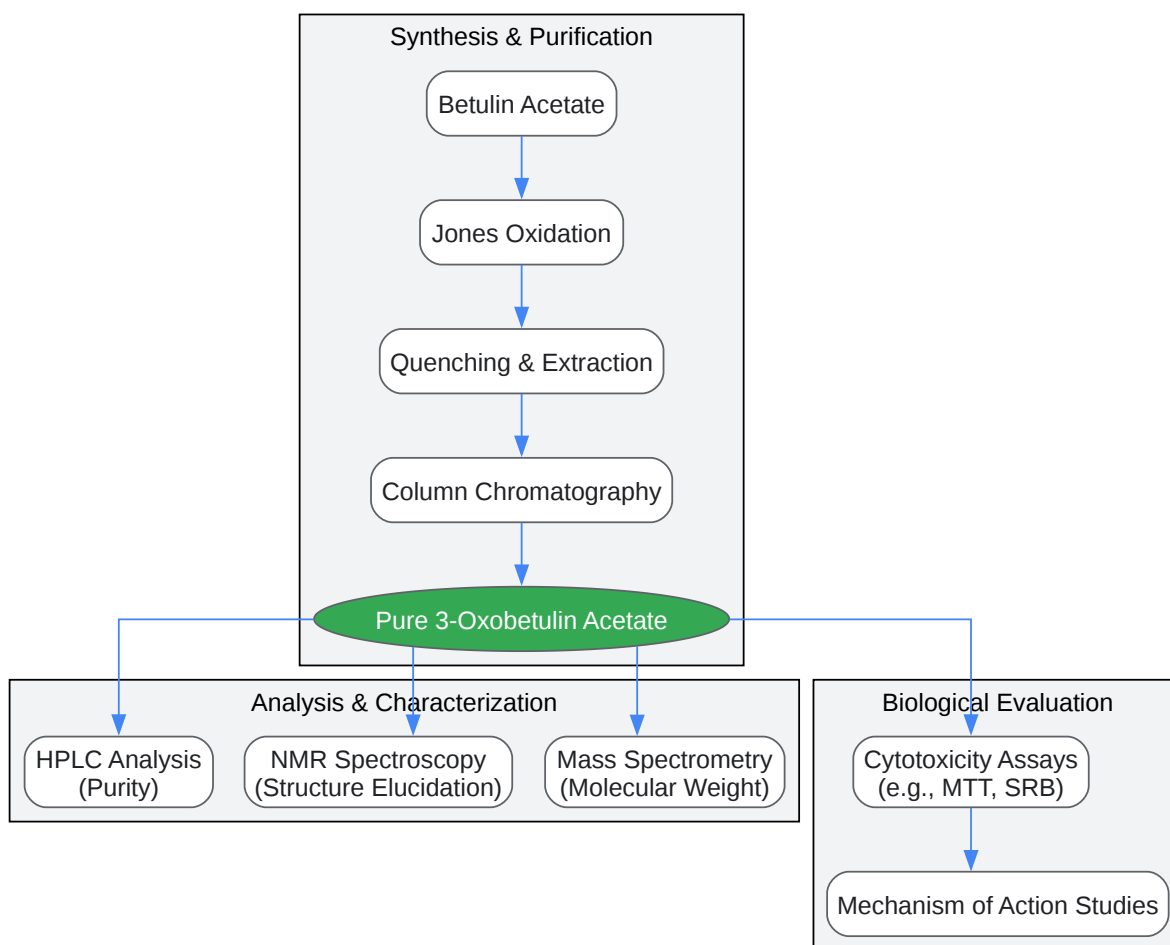 Synthesis & Purification
Betulin Acetate
Jones Oxidation
Quenching & Extraction
Column Chromatography
Pure 3-Oxobetulin Acetate
Analysis & Characterization
HPLC Analysis
(Purity)
NMR Spectroscopy
(Structure Elucidation)
Mass Spectrometry
(Molecular Weight)
Biological Evaluation
Cytotoxicity Assays
(e.g., MTT, SRB)
Mechanism of Action Studies